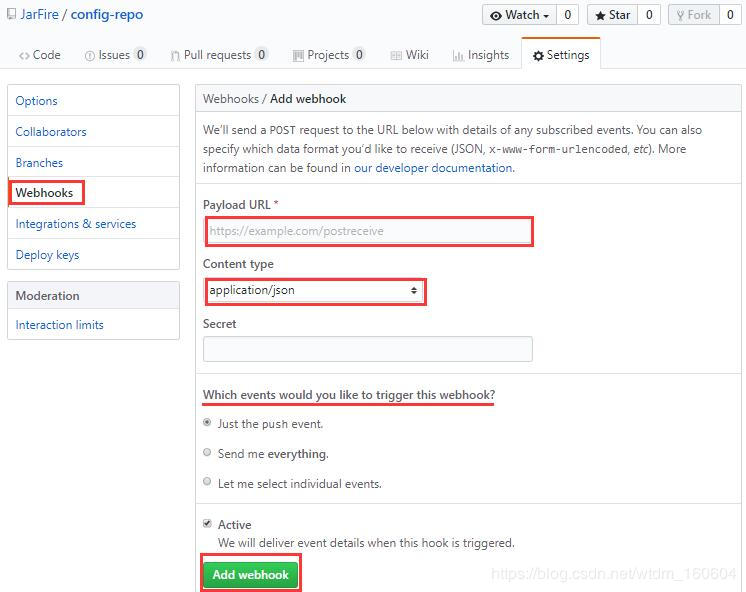 JarFire / config-repo
Watch 0 Star 0 Fork 0
Code Issues 0 Pull requests 0 Projects 0 Wiki Insights Settings
Options
Collaborators
Branches
Webhooks
Integrations & services
Deploy keys
Moderation
Interaction limits
Webhooks / Add webhook
We'll send a POST request to the URL below with details of any subscribed events. You can also
specify which data format you'd like to receive (JSON, x-www-form-urlencoded, etc). More
information can be found in our developer documentation.
Payload URL *
https://example.com/postreceive
Content type
application/json
Secret
Which events would you like to trigger this webhook?
Just the push event.
Send me everything.
Let me select individual events.
Active
We will deliver event details when this hook is triggered.
Add webhook
https://blog.csdn.net/wtdm_160604